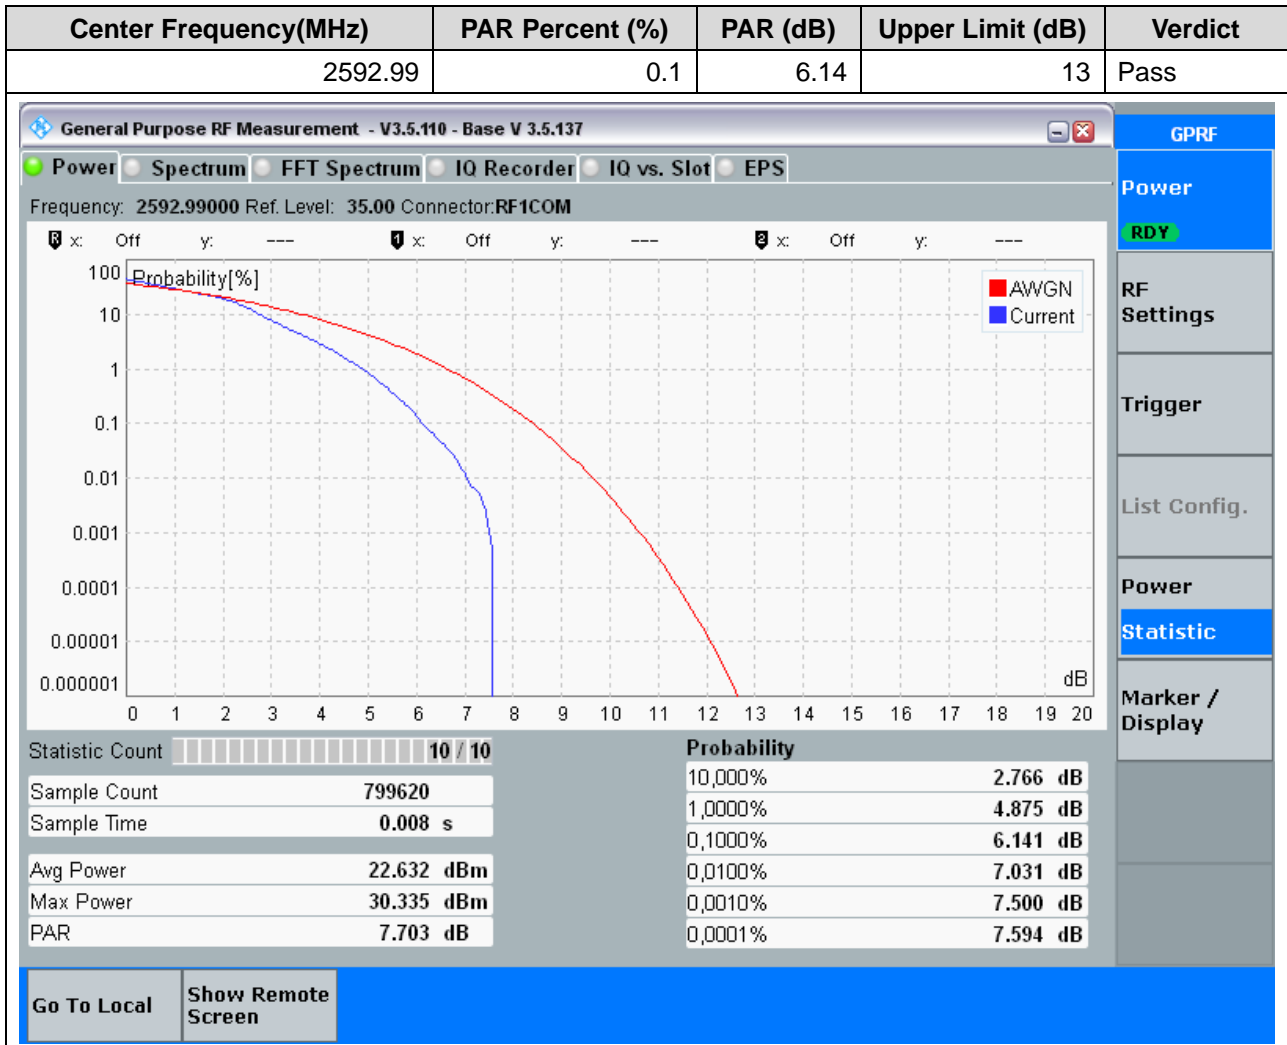 Center Frequency(MHz) PAR Percent (%) PAR (dB) Upper Limit (dB) Verdict
2592.99 0.1 6.14 13 Pass
General Purpose RF Measurement - V3.5.110 - Base V 3.5.137
GPRF
Power Spectrum FFT Spectrum IQ Recorder IQ vs. Slot EPS
Frequency: 2592.99000 Ref. Level: 35.00 Connector:RF1COM
R x: Off y: --- 1 x: Off y: --- 2 x: Off y: ---
Probability[%]
100
10
1
0.1
0.01
0.001
0.0001
0.00001
0.000001
AWGN
Current
dB
0 1 2 3 4 5 6 7 8 9 10 11 12 13 14 15 16 17 18 19 20
Statistic Count 10 / 10
Sample Count 799620
Sample Time 0.008 s
Avg Power 22.632 dBm
Max Power 30.335 dBm
PAR 7.703 dB
Probability
10,000% 2.766 dB
1,0000% 4.875 dB
0,1000% 6.141 dB
0,0100% 7.031 dB
0,0010% 7.500 dB
0,0001% 7.594 dB
Power
RDY
RF
Settings
Trigger
List Config.
Power
Statistic
Marker /
Display
Go To Local
Show Remote
Screen